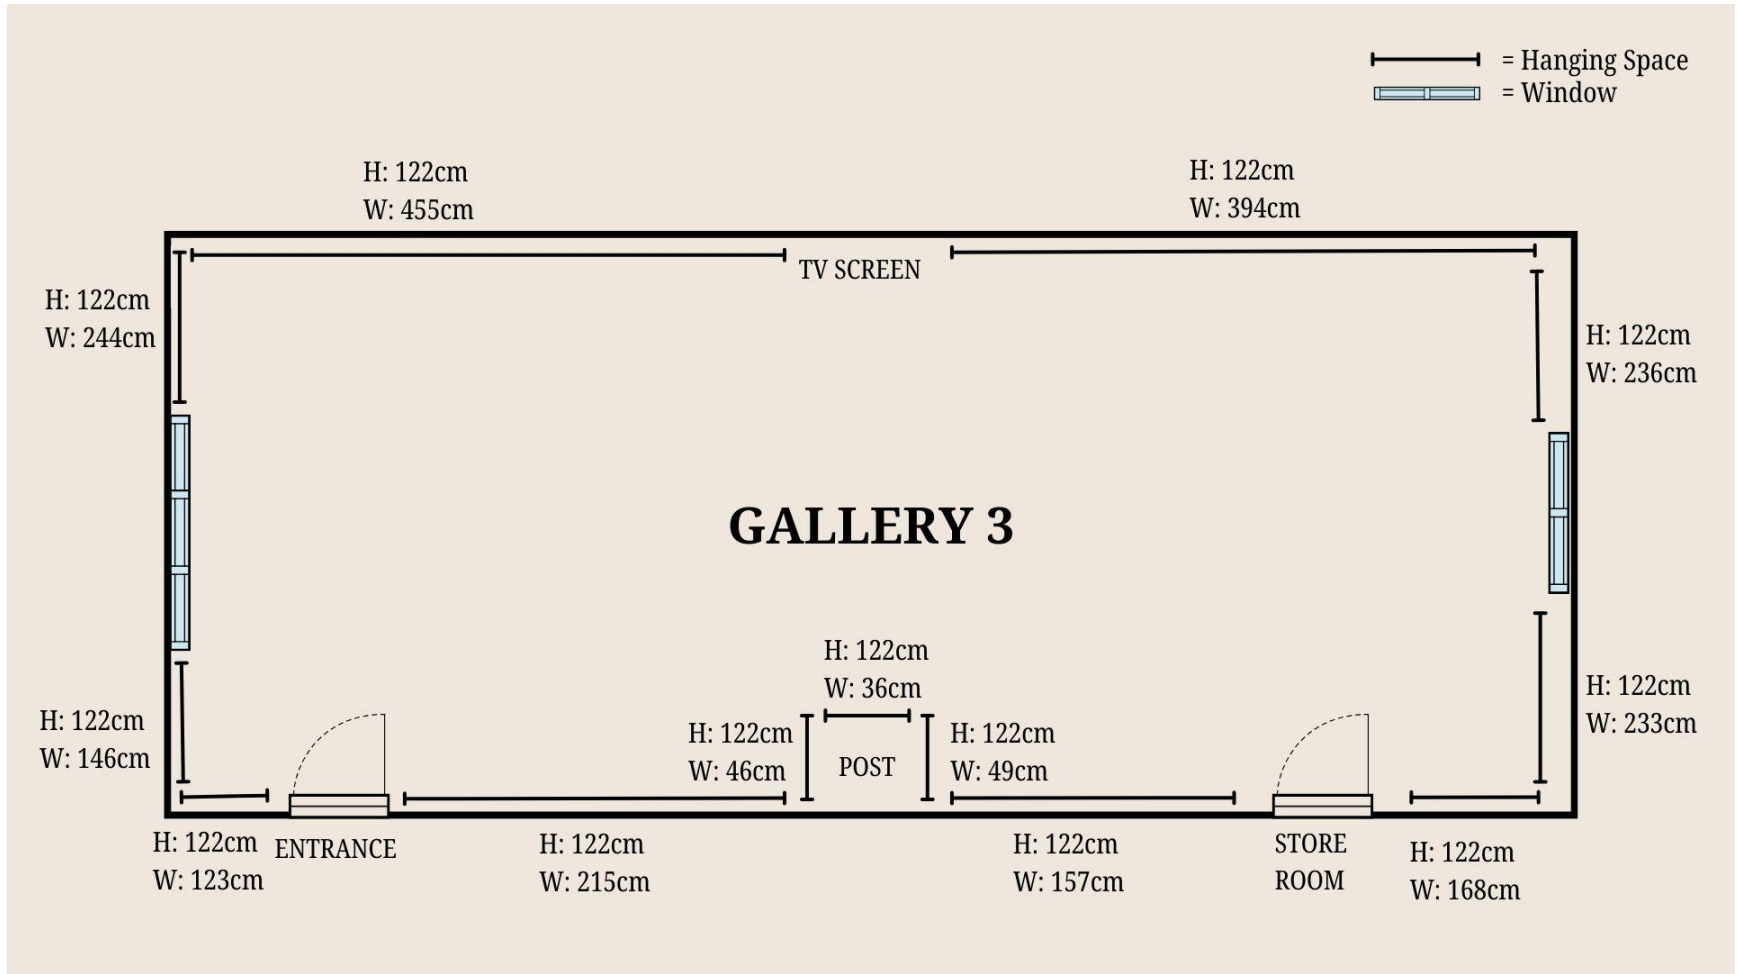 = Hanging Space
= Window
H: 122cm
W: 455cm
H: 122cm
W: 394cm
TV SCREEN
H: 122cm
W: 244cm
H: 122cm
W: 236cm
GALLERY 3
H: 122cm
W: 36cm
H: 122cm
W: 146cm
H: 122cm
W: 46cm
POST
H: 122cm
W: 49cm
H: 122cm
W: 233cm
H: 122cm
W: 123cm
ENTRANCE
H: 122cm
W: 215cm
H: 122cm
W: 157cm
STORE
ROOM
H: 122cm
W: 168cm